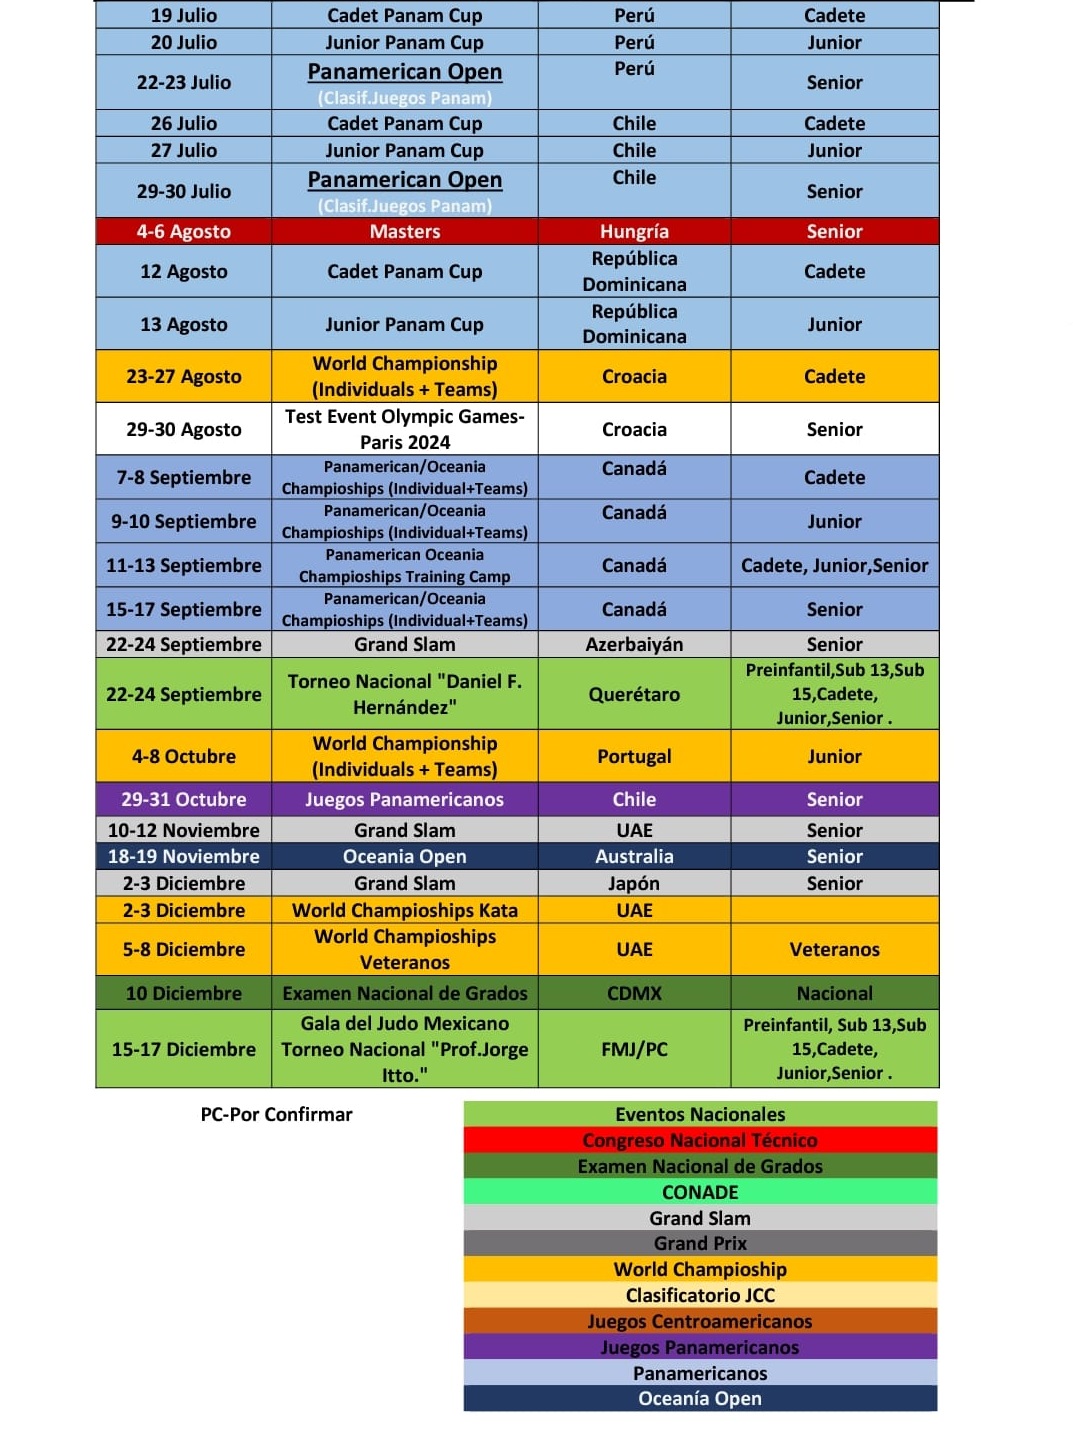 19 Julio Cadet Panam Cup Perú Cadete
20 Julio Junior Panam Cup Perú Junior
22-23 Julio Panamerican Open Perú Senior
(Clasif.Juegos Panam)
26 Julio Cadet Panam Cup Chile Cadete
27 Julio Junior Panam Cup Chile Junior
29-30 Julio Panamerican Open Chile Senior
(Clasif.Juegos Panam)
4-6 Agosto Masters Hungría Senior
12 Agosto Cadet Panam Cup República Cadete
Dominicana
13 Agosto Junior Panam Cup República Junior
Dominicana
23-27 Agosto World Championship Croacia Cadete
(Individuals + Teams)
29-30 Agosto Test Event Olympic Games- Croacia Senior
Paris 2024
7-8 Septiembre Panamerican/Oceania Canadá Cadete
Champioships (Individual+Teams)
9-10 Septiembre Panamerican/Oceania Canadá Junior
Champioships (Individual+Teams)
11-13 Septiembre Panamerican Oceania Canadá Cadete, Junior,Senior
Champioships Training Camp
15-17 Septiembre Panamerican/Oceania Canadá Senior
Champioships (Individual+Teams)
22-24 Septiembre Grand Slam Azerbaiyán Senior
22-24 Septiembre Torneo Nacional "Daniel F. Querétaro Preinfantil,Sub 13,Sub
Hernández" 15,Cadete,
Junior,Senior .
4-8 Octubre World Championship Portugal Junior
(Individuals + Teams)
29-31 Octubre Juegos Panamericanos Chile Senior
10-12 Noviembre Grand Slam UAE Senior
18-19 Noviembre Oceania Open Australia Senior
2-3 Diciembre Grand Slam Japón Senior
2-3 Diciembre World Champioships Kata UAE
5-8 Diciembre World Champioships UAE Veteranos
Veteranos
10 Diciembre Examen Nacional de Grados CDMX Nacional
15-17 Diciembre Gala del Judo Mexicano FMJ/PC Preinfantil, Sub 13,Sub
Torneo Nacional "Prof.Jorge 15,Cadete,
Itto." Junior,Senior .
PC-Por Confirmar
Eventos Nacionales
Congreso Nacional Técnico
Examen Nacional de Grados
CONADE
Grand Slam
Grand Prix
World Champioship
Clasificatorio JCC
Juegos Centroamericanos
Juegos Panamericanos
Panamericanos
Oceanía Open